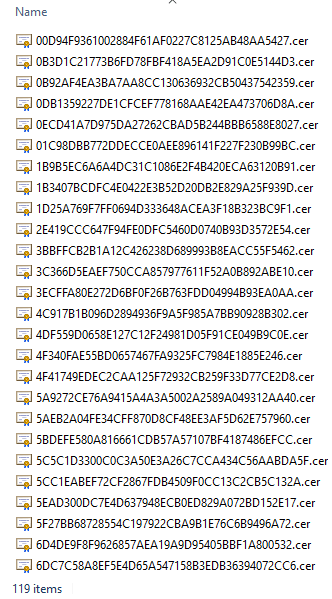 Name
00D94F9361002884F61AF0227C8125AB48AA5427.cer
0B3D1C21773B6FD78FBF418A5EA2D91C0E5144D3.cer
0B92AF4EA3BA7AA8CC130636932CB50437542359.cer
0DB1359227DE1CFCEF778168AAE42EA473706D8A.cer
0ECD41A7D975DA27262CBAD5B244BBB6588E8027.cer
01C98DBB772DDECCE0AEE896141F227F230B99BC.cer
1B9B5EC6A6A4DC31C1086E2F4B420ECA63120B91.cer
1B3407BCDFC4E0422E3B52D20DB2E829A25F939D.cer
1D25A769F7FF0694D333648ACEA3F18B323BC9F1.cer
2E419CCC647F94FE0DFC5460D0740B93D3572E54.cer
3BBFFCB2B1A12C426238D689993B8EACC55F5462.cer
3C366D5EAEF750CCA857977611F52A0B892ABE10.cer
3ECFFA80E272D6BF0F26B763FDD04994B93EA0AA.cer
4C917B1B096D2894936F9A5F985A7BB90928B302.cer
4DF559D0658E127C12F24981D05F91CE049B9C0E.cer
4F340FAE55BD0657467FA9325FC7984E1885E246.cer
4F41749EDEC2CAA125F72932CB259F33D77CE2D8.cer
5A9272CE76A9415A4A3A5002A2589A049312AA40.cer
5AEB2A04FE34CFF870D8CF48EE3AF5D62E757960.cer
5BDEFE580A816661CDB57A57107BF4187486EFCC.cer
5C5C1D3300C0C3A50E3A26C7CCA434C56AABDA5F.cer
5CC1EABEF72CF2867FDB4509F0CC13C2CB5C132A.cer
5EAD300DC7E4D637948ECB0ED829A072BD152E17.cer
5F27BB68728554C197922CBA9B1E76C6B9496A72.cer
6D4DE9F8F9626857AEA19A9D95405BBF1A800532.cer
6DC7C58A8EF5E4D65A547158B3EDB36394072CC6.cer
119 items